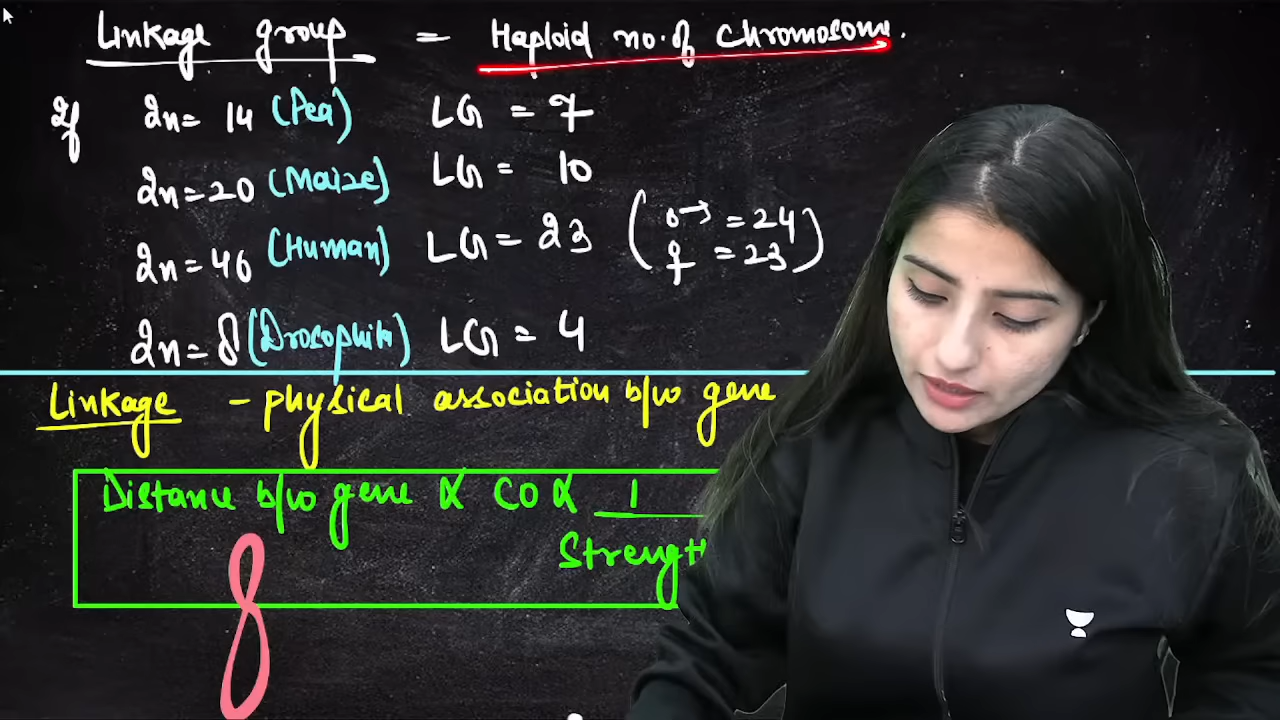 Linkage group = Haploid no. of chromosome.
If 2n = 14 (Pea) LG = 7
2n = 20 (Maize) LG = 10
2n = 46 (Human) LG = 23 (♂ = 24
♀ = 23)
2n = 8 (Drosophila) LG = 4
Linkage - physical association b/w gene
Distance b/w gene ∝ CO ∝ 1
Strength